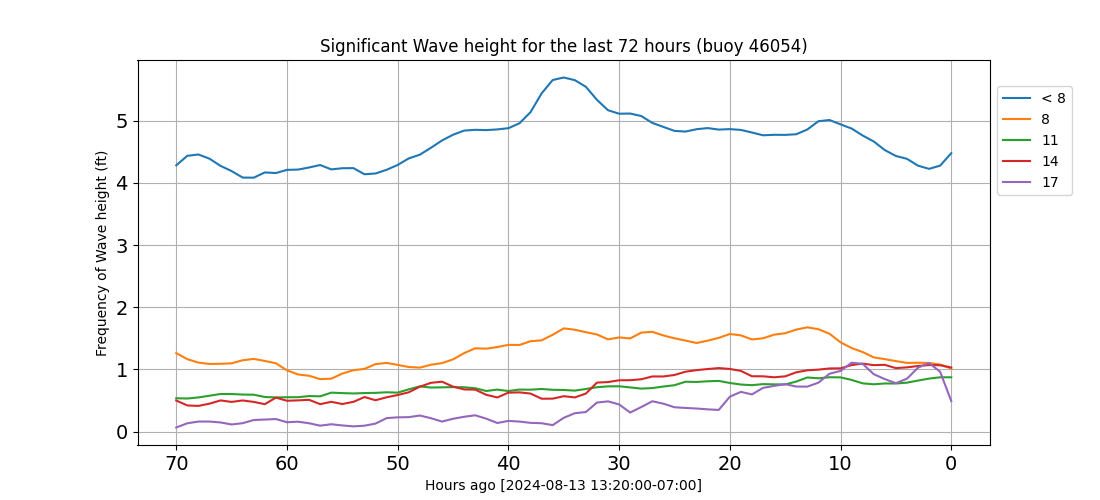 Significant Wave height for the last 72 hours (buoy 46054)
Frequency of Wave height (ft)
5
4
3
2
1
0
70 60 50 40 30 20 10 0
Hours ago [2024-08-13 13:20:00-07:00]
< 8
8
11
14
17